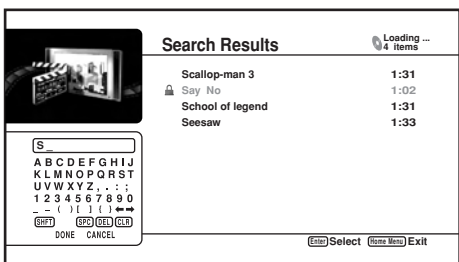 Search Results
Loading ...
4 items
Scallop-man 3 1:31
Say No 1:02
School of legend 1:31
Seesaw 1:33
S_
A B C D E F G H I J
K L M N O P Q R S T
U V W X Y Z , . : ;
1 2 3 4 5 6 7 8 9 0
_ – ( ) [ ] { } ← →
SHFT SPC DEL CLR
DONE CANCEL
Enter Select Home Menu Exit